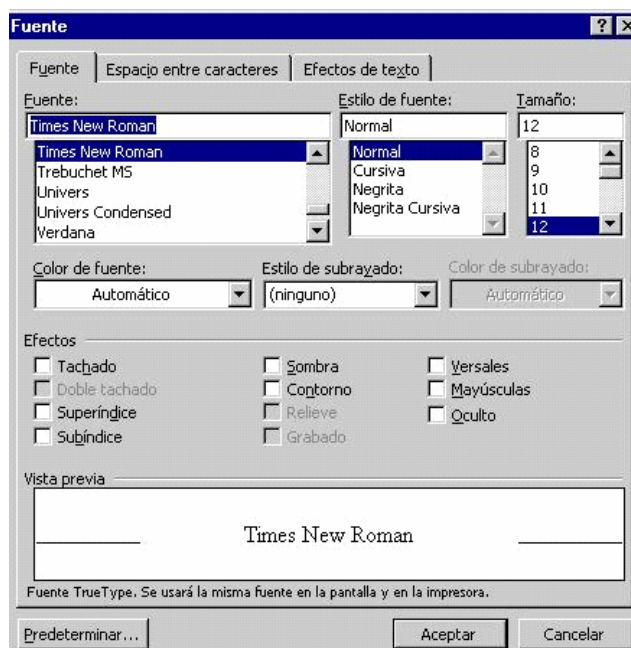 Fuente
Fuente Espacio entre caracteres Efectos de texto
Fuente: Estilo de fuente: Tamaño:
Times New Roman Normal 12
Times New Roman Normal 8
Trebuchet MS Cursiva 9
Univers Negrita 10
Univers Condensed Negrita Cursiva 11
Verdana 12
Color de fuente: Estilo de subrayado: Color de subrayado:
Automático (ninguno) Automático
Efectos
Tachado Sombra Versales
Doble tachado Contorno Mayúsculas
Superíndice Relieve Oculto
Subíndice Grabado
Vista previa
Times New Roman
Fuente TrueType. Se usará la misma fuente en la pantalla y en la impresora.
Predeterminar... Aceptar Cancelar